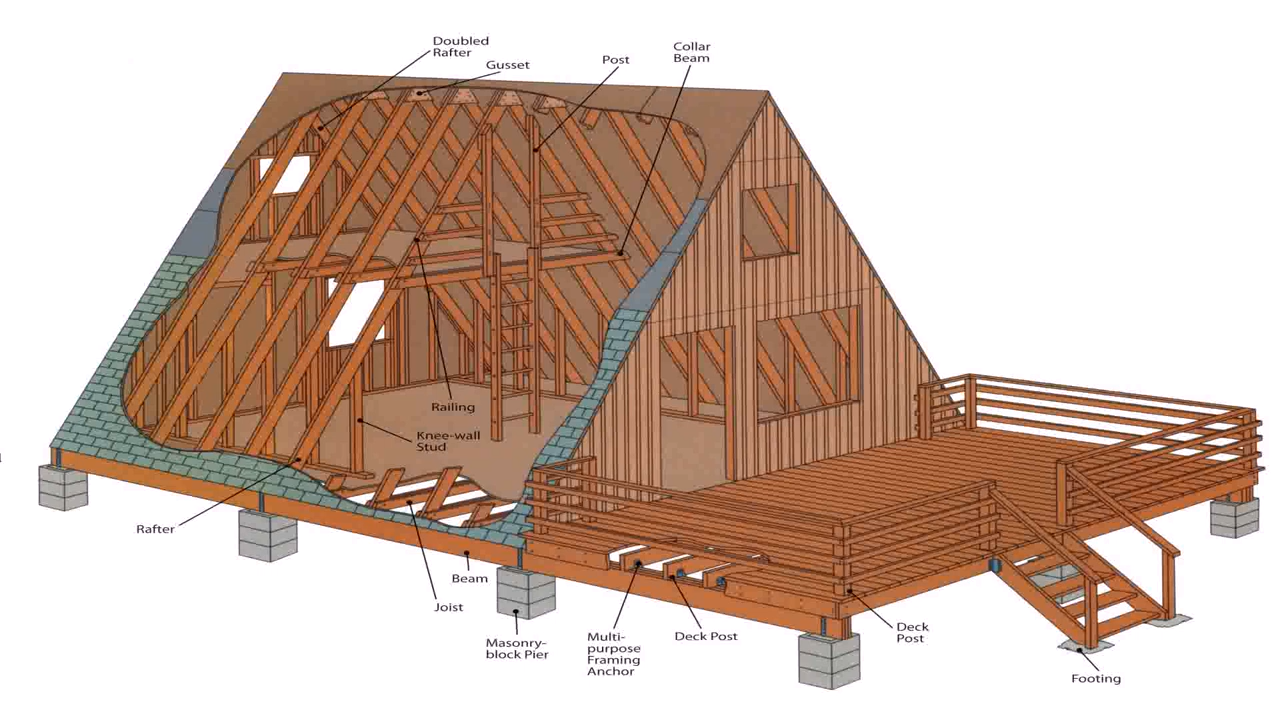 Doubled
Rafter
Gusset
Post
Collar
Beam
Railing
Knee-wall
Stud
Rafter
Beam
Joist
Masonry-
block Pier
Multi-
purpose
Framing
Anchor
Deck Post
Deck
Post
Footing